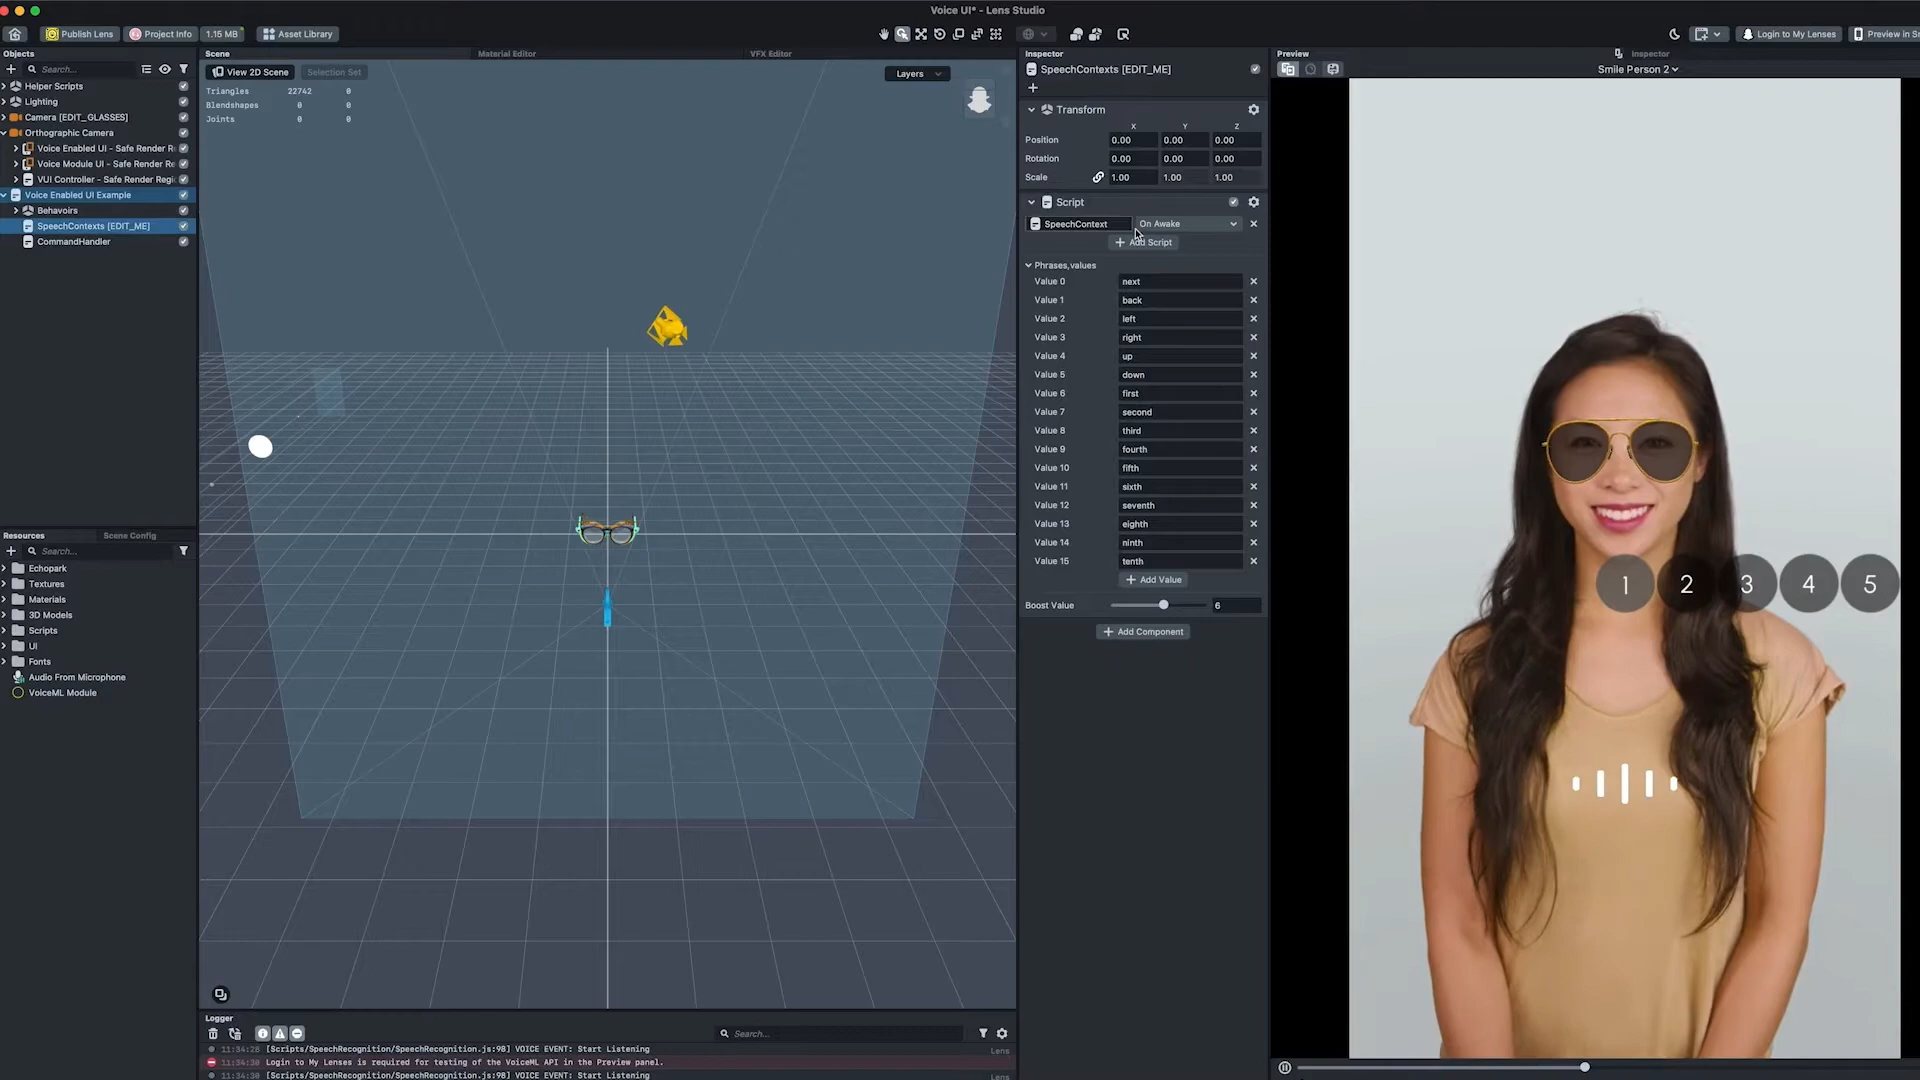 Voice UI* - Lens Studio
Publish Lens
Project Info
1.15 MB
Asset Library
Login to My Lenses
Preview in Sn
Objects
Search...
Helper Scripts
Lighting
Camera [EDIT_GLASSES]
Orthographic Camera
Voice Enabled UI - Safe Render R
Voice Module UI - Safe Render Re
VUI Controller - Safe Render Regi
Voice Enabled UI Example
Behavoirs
SpeechContexts [EDIT_ME]
CommandHandler
Resources
Scene Config
Search...
Echopark
Textures
Materials
3D Models
Scripts
UI
Fonts
Audio From Microphone
VoiceML Module
Scene
Material Editor
VFX Editor
View 2D Scene
Selection Set
Layers
Triangles 22742 0
Blendshapes 0 0
Joints 0 0
Logger
Search...
11:34:28 [Scripts/SpeechRecognition/SpeechRecognition.js:98] VOICE EVENT: Start Listening
Lens
11:34:30 Login to My Lenses is required for testing of the VoiceML API in the Preview panel.
11:34:30 [Scripts/SpeechRecognition/SpeechRecognition.js:98] VOICE EVENT: Start Listening
Lens
Inspector
SpeechContexts [EDIT_ME]
Transform
X Y Z
Position 0.00 0.00 0.00
Rotation 0.00 0.00 0.00
Scale 1.00 1.00 1.00
Script
SpeechContext
On Awake
Add Script
Phrases,values
Value 0 next
Value 1 back
Value 2 left
Value 3 right
Value 4 up
Value 5 down
Value 6 first
Value 7 second
Value 8 third
Value 9 fourth
Value 10 fifth
Value 11 sixth
Value 12 seventh
Value 13 eighth
Value 14 ninth
Value 15 tenth
Add Value
Boost Value 6
Add Component
Preview
Inspector
Smile Person 2
1 2 3 4 5